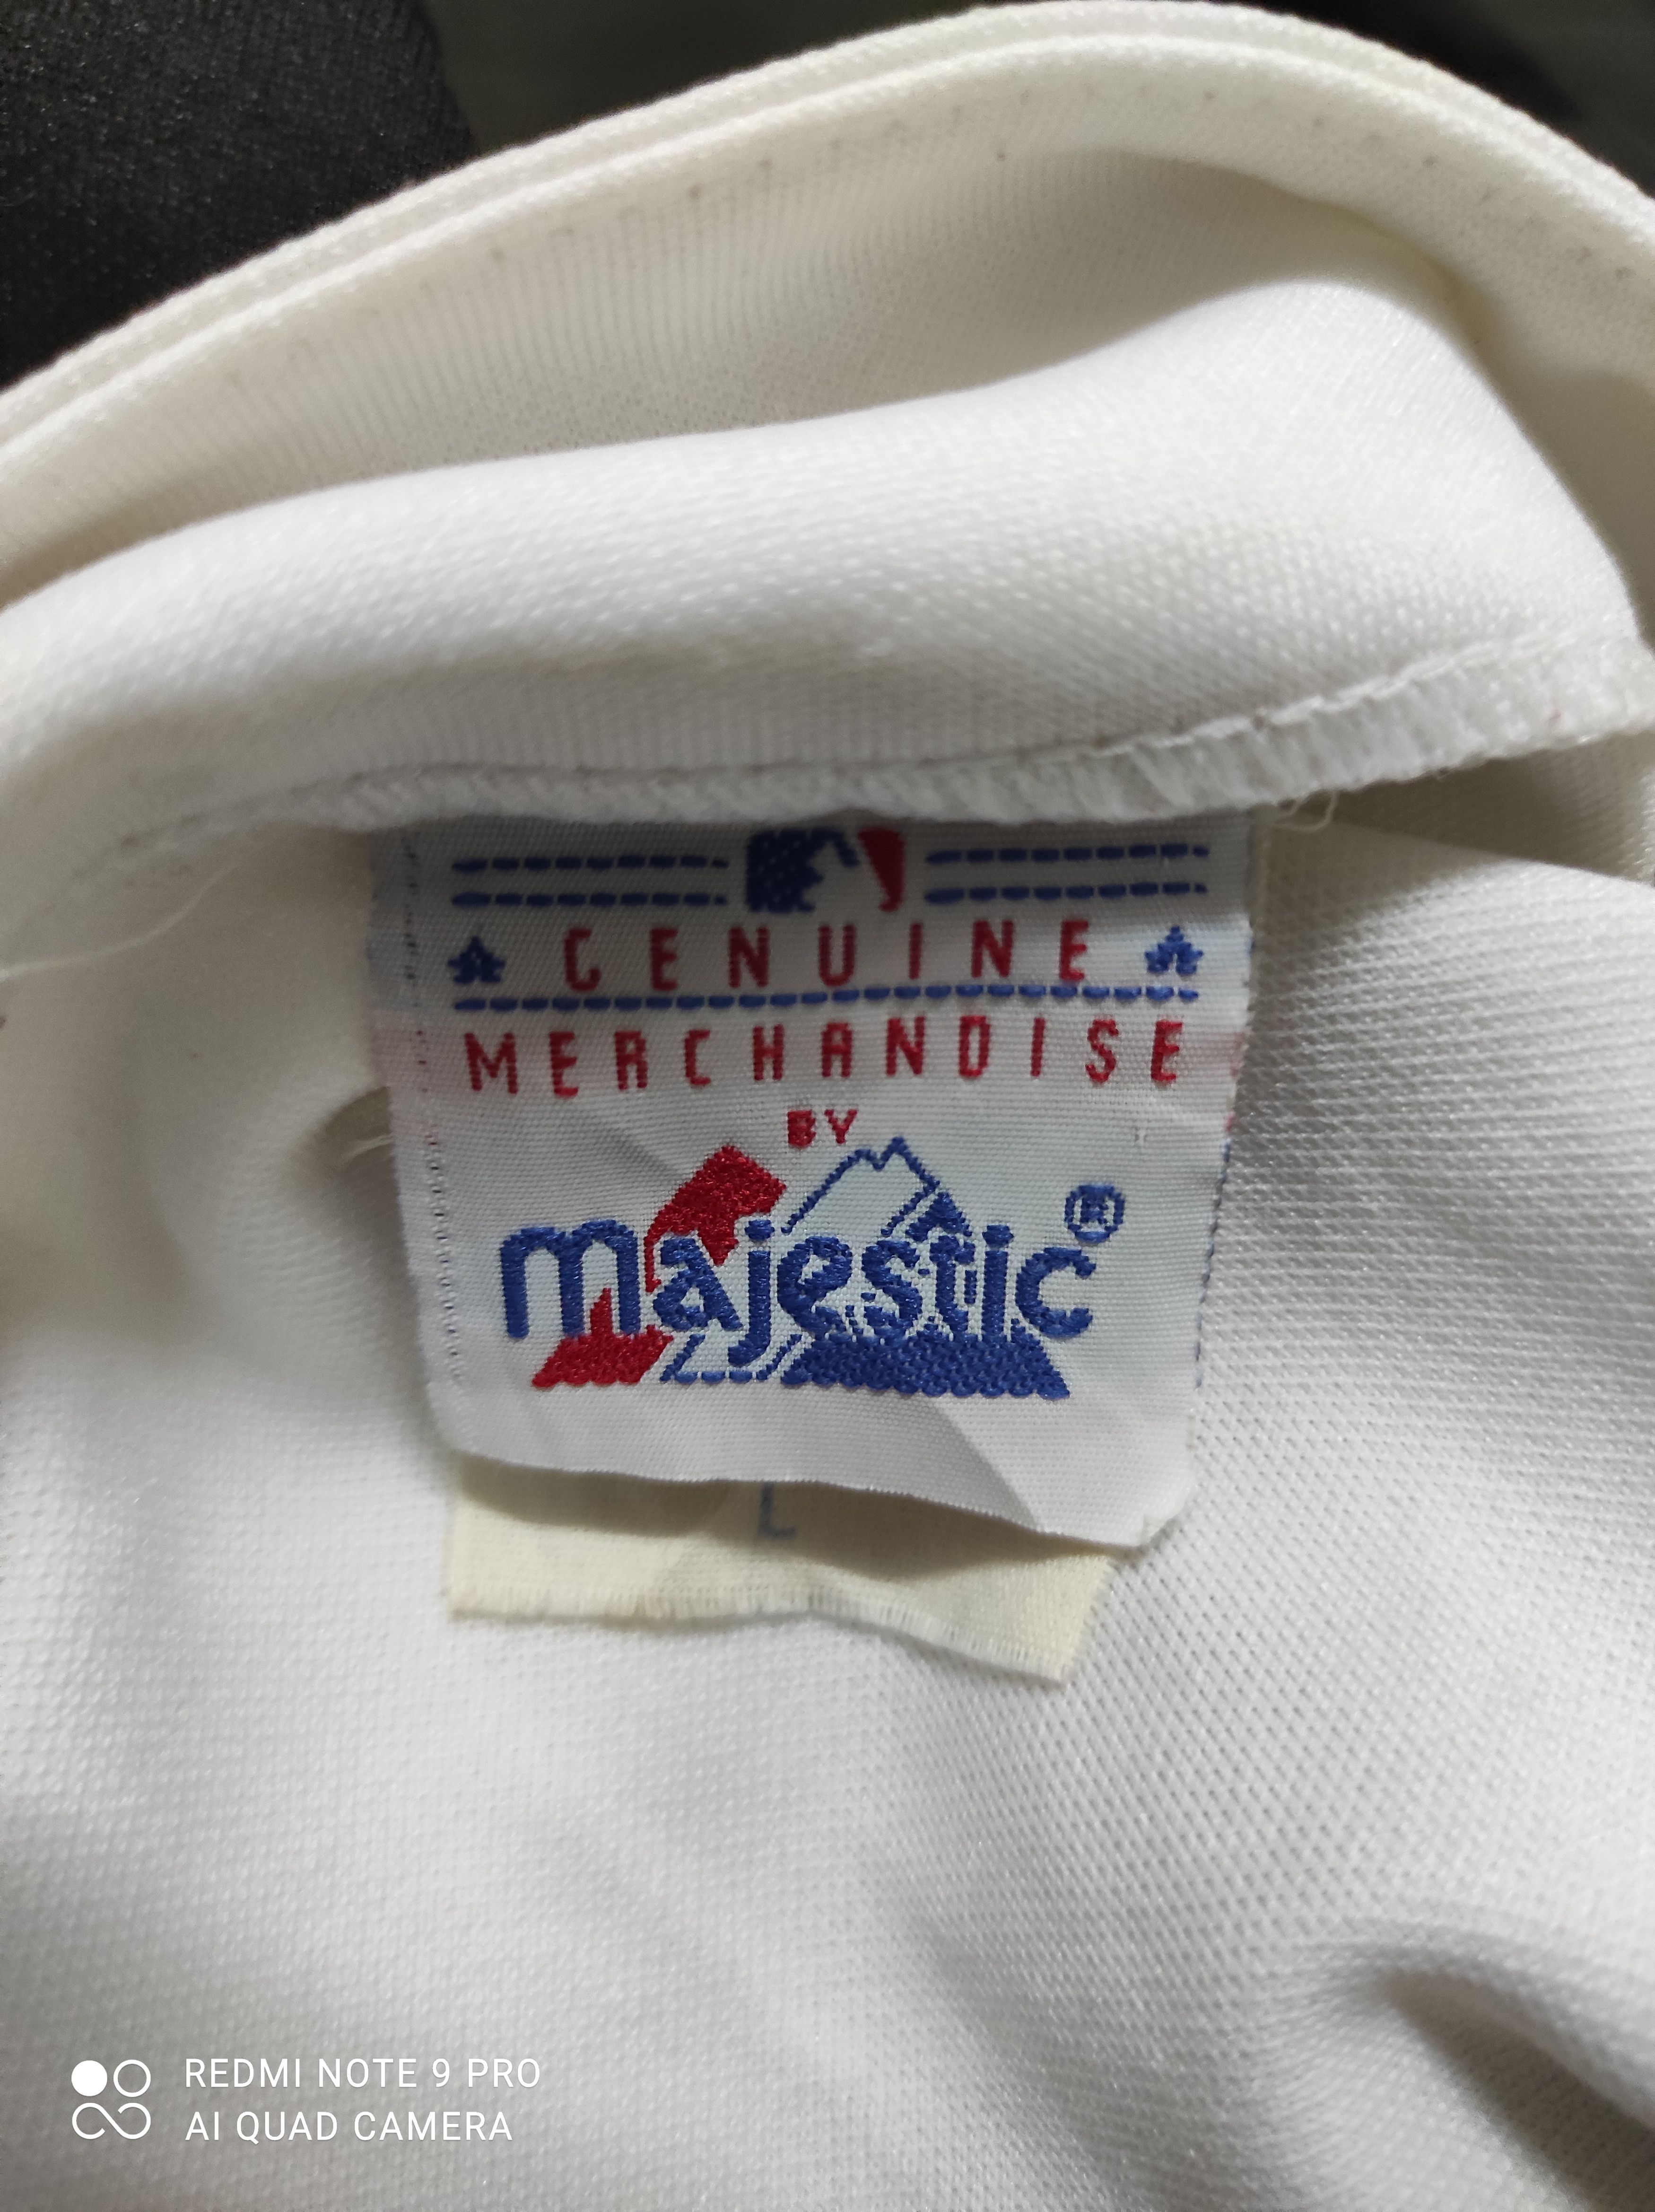 GENUINE
MERCHANDISE
BY
majestic®
L
REDMI NOTE 9 PRO
AI QUAD CAMERA